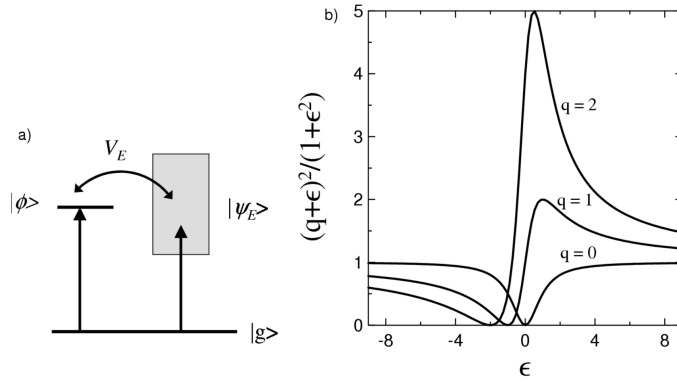 a)
V_E
|ϕ>
|ψ_E>
|g>
b)
(q+ϵ)²/(1+ϵ²)
5
4
3
2
1
0
q = 2
q = 1
q = 0
-8 -4 0 4 8
ϵ